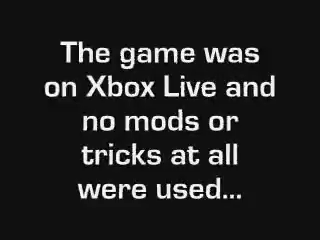 The game was
on Xbox Live and
no mods or
tricks at all
were used...